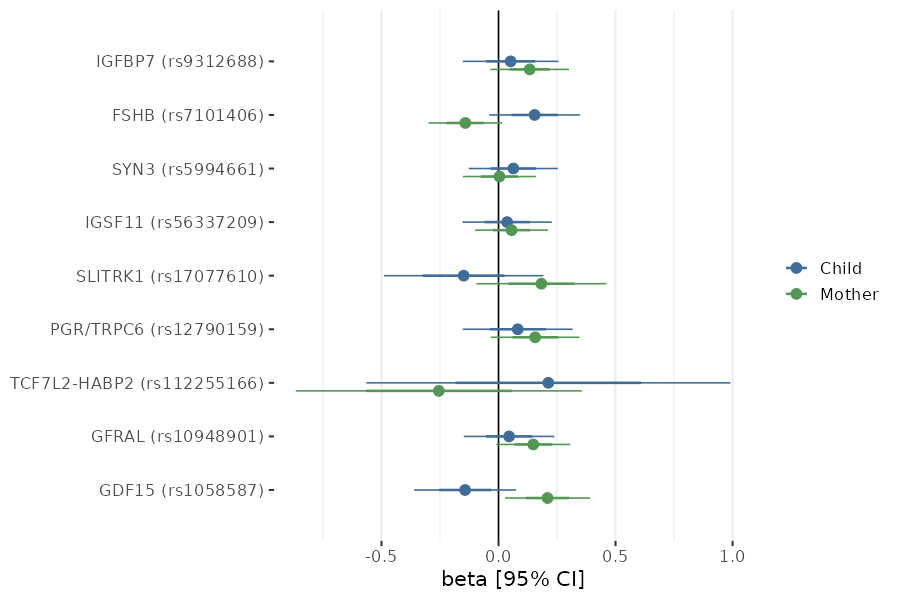 IGFBP7 (rs9312688)
FSHB (rs7101406)
SYN3 (rs5994661)
IGSF11 (rs56337209)
SLITRK1 (rs17077610)
PGR/TRPC6 (rs12790159)
TCF7L2-HABP2 (rs112255166)
GFRAL (rs10948901)
GDF15 (rs1058587)
Child
Mother
-0.5 0.0 0.5 1.0
beta [95% CI]